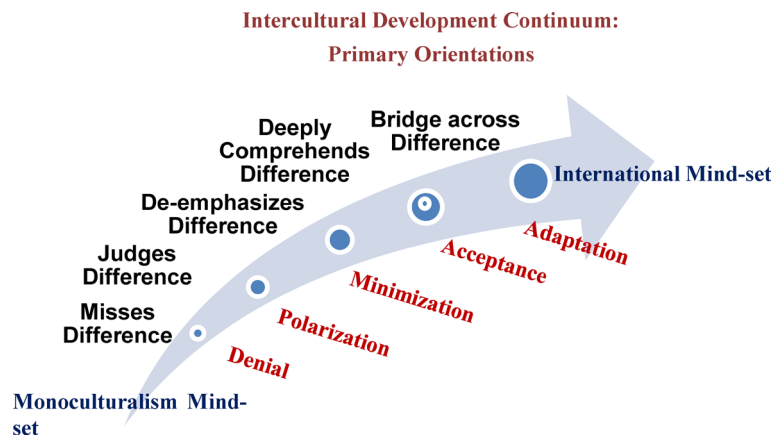 Intercultural Development Continuum:
Primary Orientations
Bridge across
Difference
Deeply
Comprehends
Difference
International Mind-set
De-emphasizes
Difference
Adaptation
Acceptance
Judges
Difference
Minimization
Misses
Difference
Polarization
Denial
Monoculturalism Mind-
set